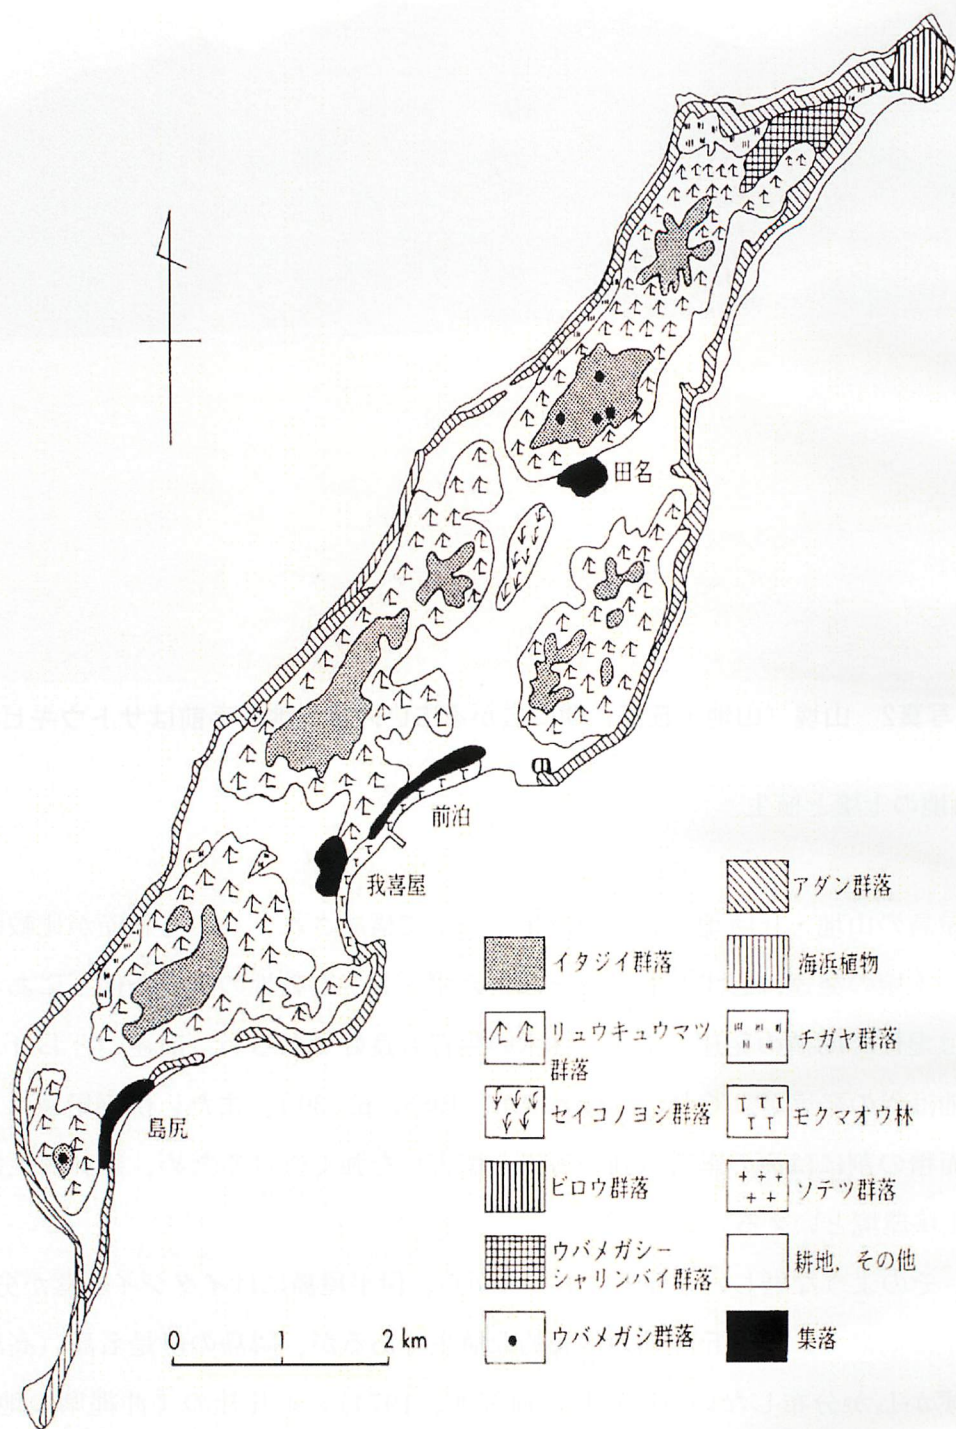 田名
前泊
我喜屋
島尻
アダン群落
イタジイ群落
海浜植物
リュウキュウマツ
群落
チガヤ群落
セイコノヨシ群落
モクマオウ林
ビロウ群落
ソテツ群落
ウバメガシー
シャリンバイ群落
耕地,その他
ウバメガシ群落
集落
0 1 2 km